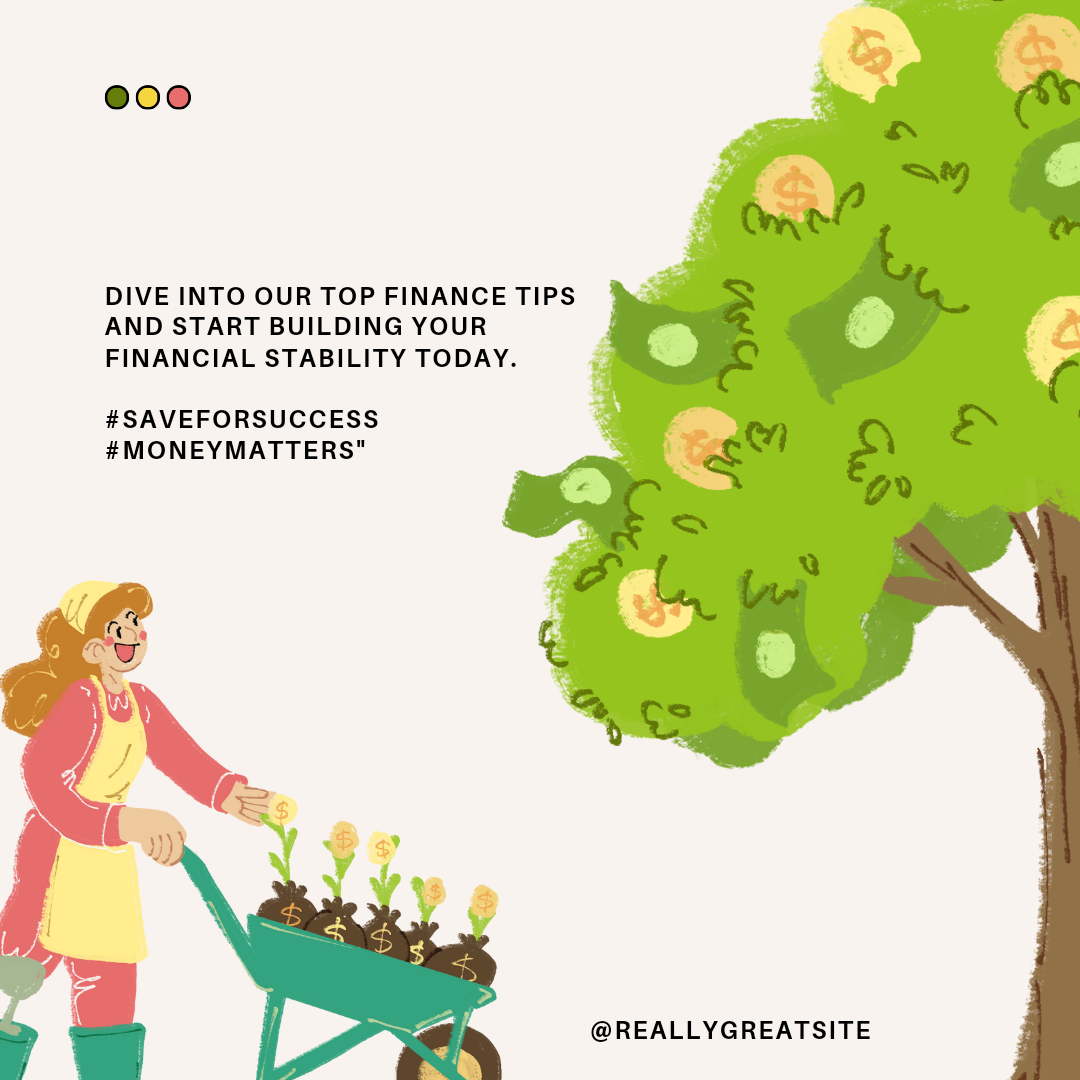 DIVE INTO OUR TOP FINANCE TIPS
AND START BUILDING YOUR
FINANCIAL STABILITY TODAY.
#SAVEFORSUCCESS
#MONEYMATTERS"
@REALLYGREATSITE